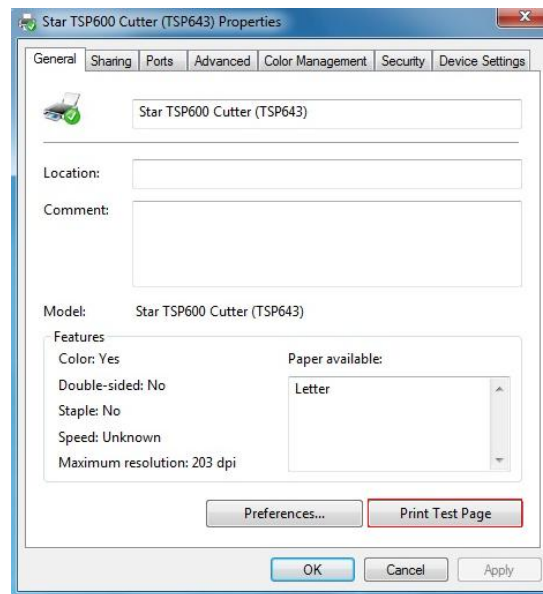 Star TSP600 Cutter (TSP643) Properties
General Sharing Ports Advanced Color Management Security Device Settings
Star TSP600 Cutter (TSP643)
Location:
Comment:
Model: Star TSP600 Cutter (TSP643)
Features
Color: Yes Paper available:
Double-sided: No Letter
Staple: No
Speed: Unknown
Maximum resolution: 203 dpi
Preferences... Print Test Page
OK Cancel Apply